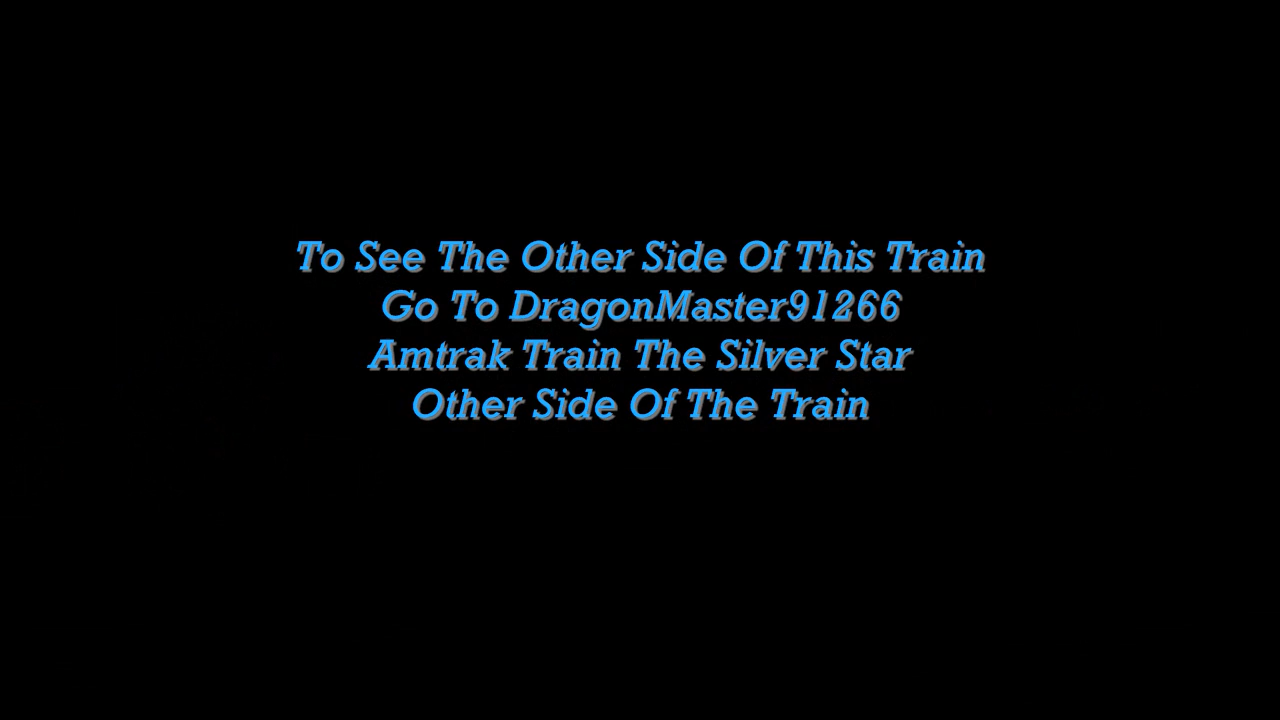 To See The Other Side Of This Train
Go To DragonMaster91266
Amtrak Train The Silver Star
Other Side Of The Train